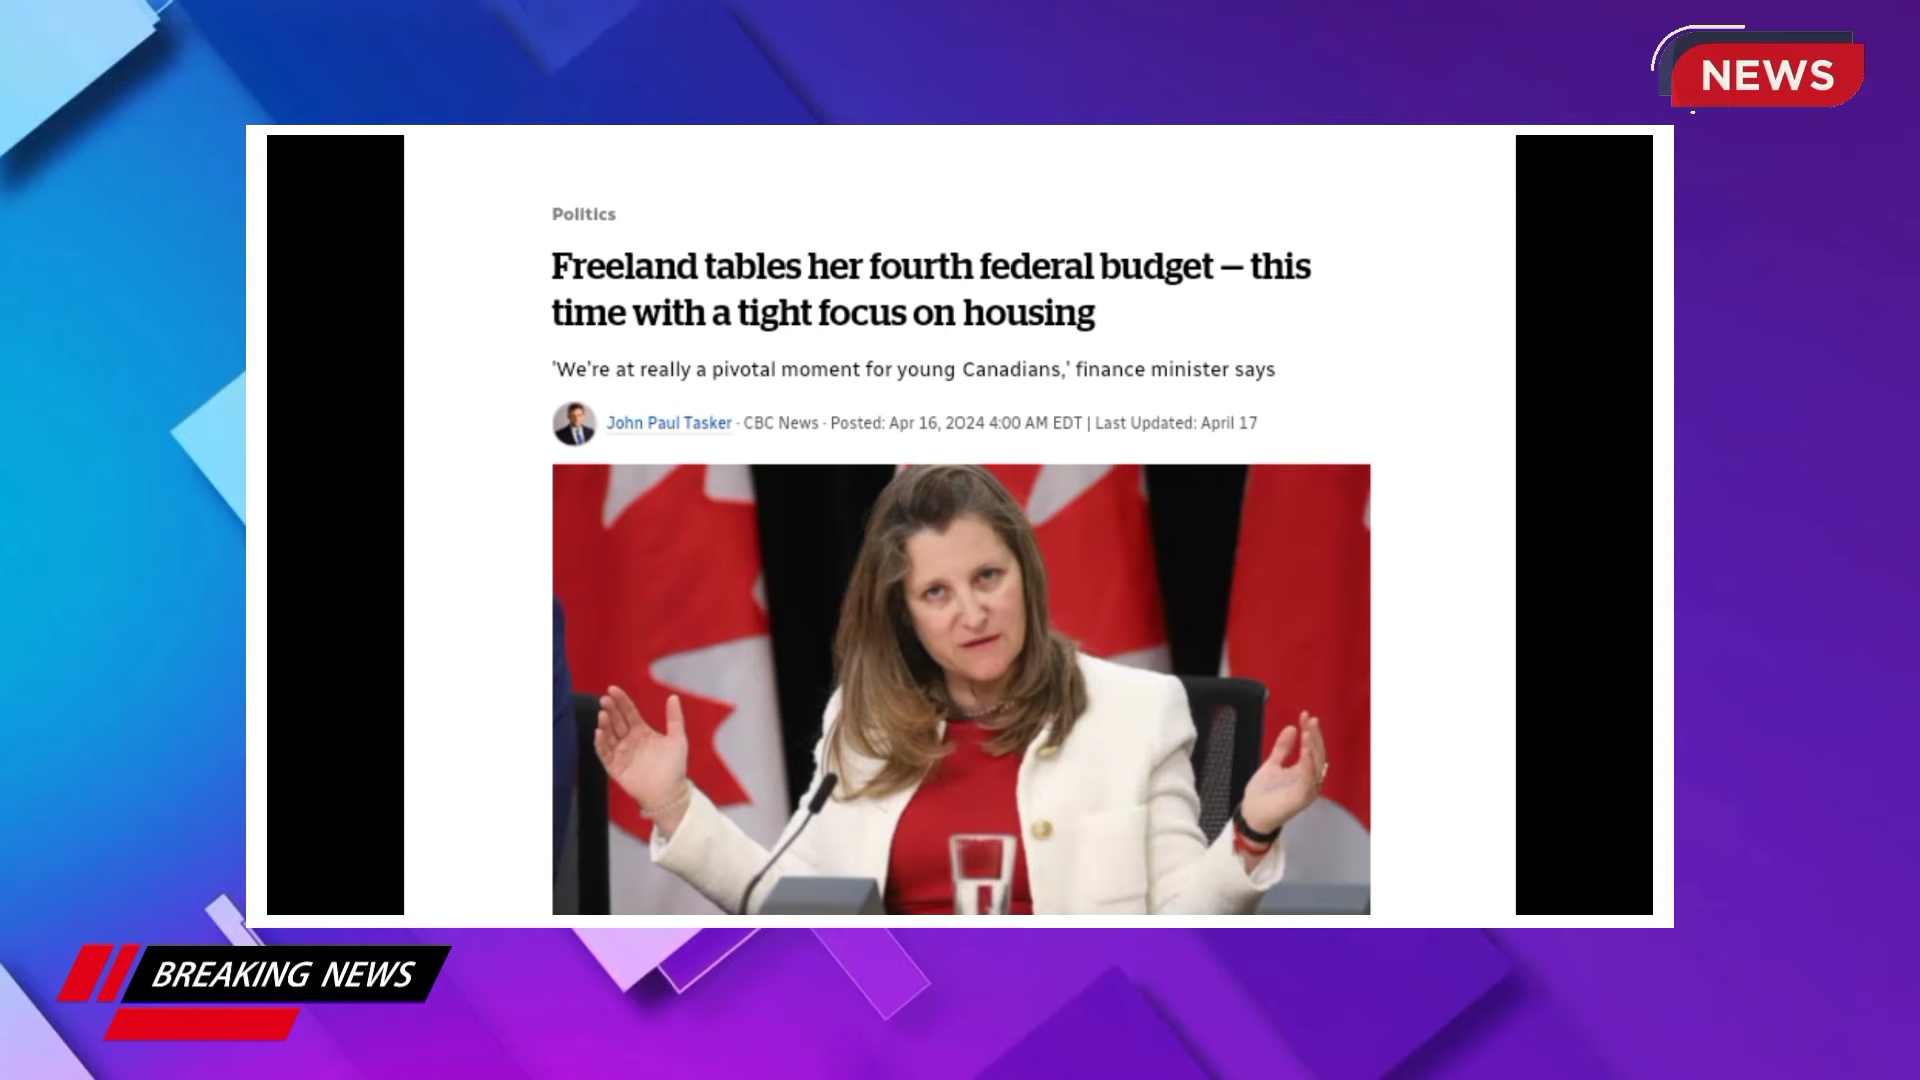 NEWS
Politics
Freeland tables her fourth federal budget — this
time with a tight focus on housing
'We're at really a pivotal moment for young Canadians,' finance minister says
John Paul Tasker · CBC News · Posted: Apr 16, 2024 4:00 AM EDT | Last Updated: April 17
BREAKING NEWS